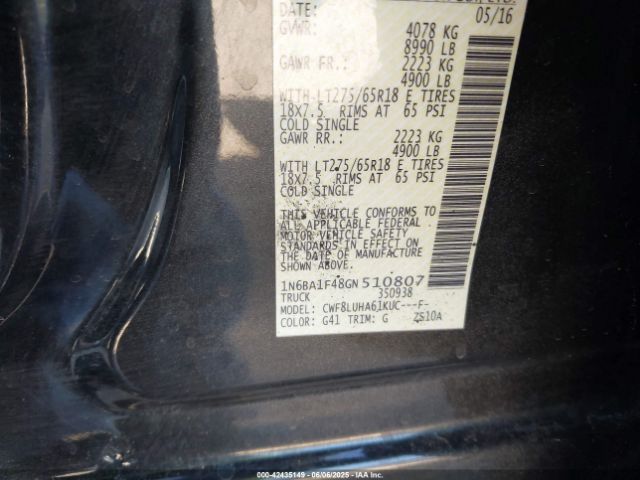 DATE: 05/16
GVWR: 4078 KG
8990 LB
GAWR FR.: 2223 KG
4900 LB
WITH LT275/65R18 E TIRES
18X7.5 RIMS AT 65 PSI
COLD SINGLE
GAWR RR.: 2223 KG
4900 LB
WITH LT275/65R18 E TIRES
18X7.5 RIMS AT 65 PSI
COLD SINGLE
THIS VEHICLE CONFORMS TO
ALL APPLICABLE FEDERAL
MOTOR VEHICLE SAFETY
STANDARDS IN EFFECT ON
THE DATE OF MANUFACTURE
SHOWN ABOVE
1N6BA1F48GN510807
TRUCK 350938
MODEL: CWF8LUHA61KUC---F-
COLOR: G41 TRIM: G ZS10A
000-42435149 - 06/06/2025 - IAA Inc.